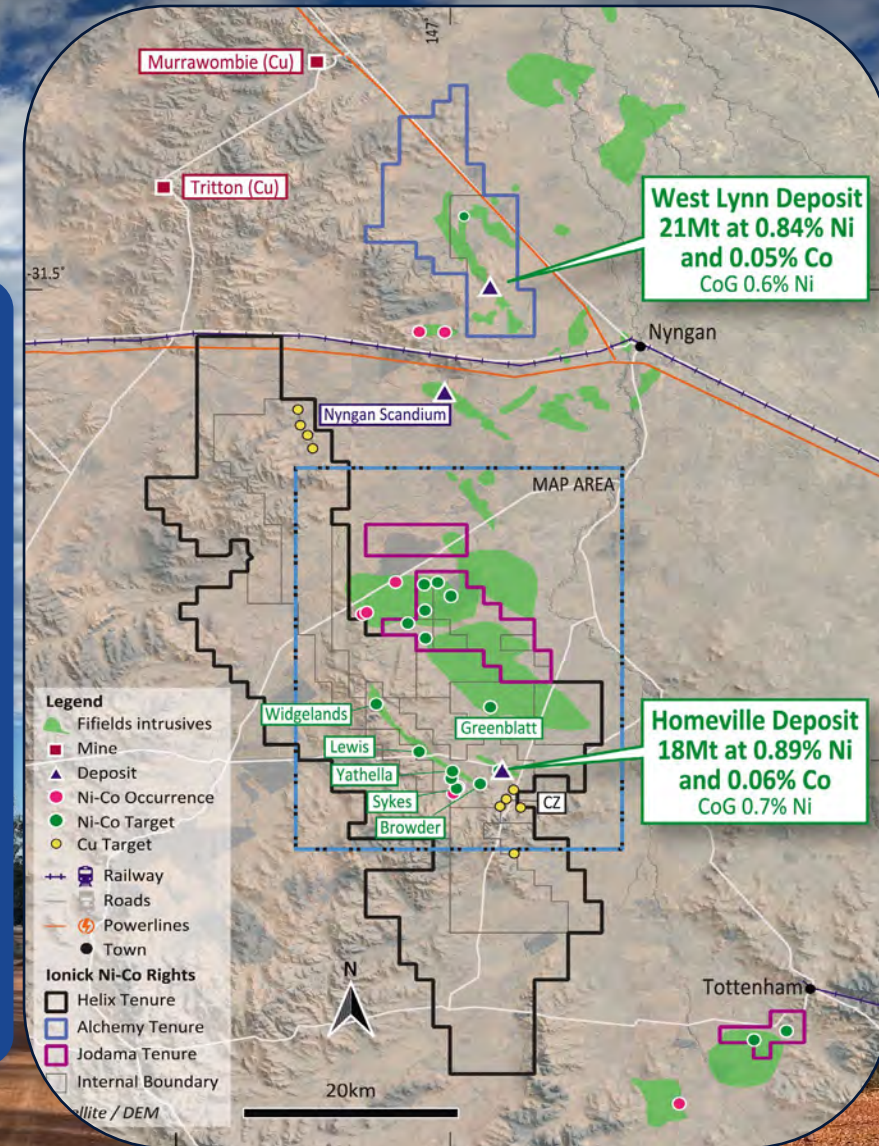 147°
Murrawombie (Cu)
Tritton (Cu)
West Lynn Deposit
21Mt at 0.84% Ni
and 0.05% Co
CoG 0.6% Ni
-31.5°
Nyngan
Nyngan Scandium
MAP AREA
Widgelands
Greenblatt
Lewis
Yathella
Sykes
Browder
CZ
Homeville Deposit
18Mt at 0.89% Ni
and 0.06% Co
CoG 0.7% Ni
Legend
Fifields intrusives
Mine
Deposit
Ni-Co Occurrence
Ni-Co Target
Cu Target
Railway
Roads
Powerlines
Town
Ionick Ni-Co Rights
Helix Tenure
Alchemy Tenure
Jodama Tenure
Internal Boundary
ellite / DEM
N
20km
Tottenham